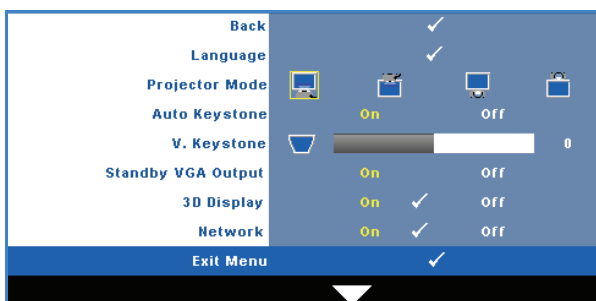 Back
Language
Projector Mode
Auto Keystone On Off
V. Keystone 0
Standby VGA Output On Off
3D Display On Off
Network On Off
Exit Menu